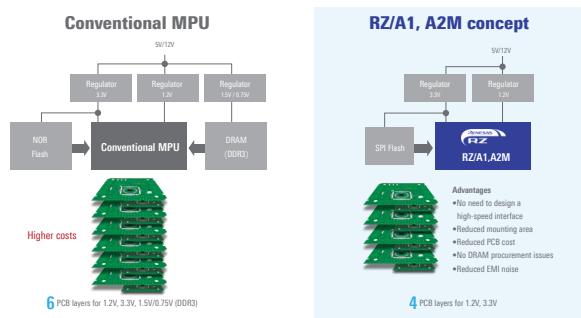 Conventional MPU
5V/12V
Regulator
3.3V
Regulator
1.2V
Regulator
1.5V / 0.75V
NOR
Flash
Conventional MPU
DRAM
(DDR3)
Higher costs
6 PCB layers for 1.2V, 3.3V, 1.5V/0.75V (DDR3)
RZ/A1, A2M concept
5V/12V
Regulator
3.3V
Regulator
1.2V
SPI Flash
RENESAS
RZ
RZ/A1,A2M
Advantages
•No need to design a
high-speed interface
•Reduced mounting area
•Reduced PCB cost
•No DRAM procurement issues
•Reduced EMI noise
4 PCB layers for 1.2V, 3.3V